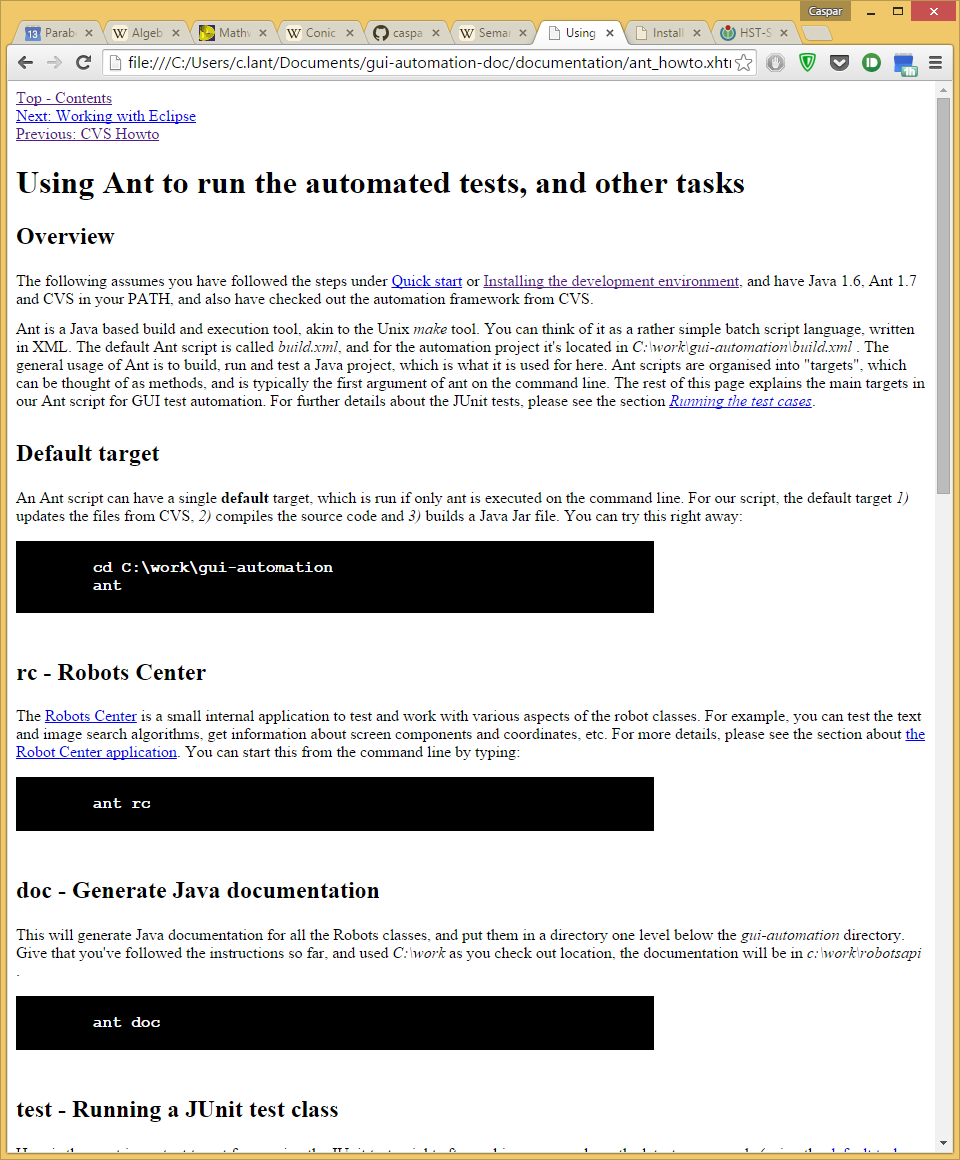 Caspar
13 Parabo
W Algeb
Mathw
W Conic
caspa
W Semar
Using
Install
HST-S
file:///C:/Users/c.lant/Documents/gui-automation-doc/documentation/ant_howto.xhtm
Top - Contents
Next: Working with Eclipse
Previous: CVS Howto
Using Ant to run the automated tests, and other tasks
Overview
The following assumes you have followed the steps under Quick start or Installing the development environment, and have Java 1.6, Ant 1.7
and CVS in your PATH, and also have checked out the automation framework from CVS.
Ant is a Java based build and execution tool, akin to the Unix make tool. You can think of it as a rather simple batch script language, written
in XML. The default Ant script is called build.xml, and for the automation project it's located in C:\work\gui-automation\build.xml . The
general usage of Ant is to build, run and test a Java project, which is what it is used for here. Ant scripts are organised into "targets", which
can be thought of as methods, and is typically the first argument of ant on the command line. The rest of this page explains the main targets in
our Ant script for GUI test automation. For further details about the JUnit tests, please see the section Running the test cases.
Default target
An Ant script can have a single default target, which is run if only ant is executed on the command line. For our script, the default target 1)
updates the files from CVS, 2) compiles the source code and 3) builds a Java Jar file. You can try this right away:
cd C:\work\gui-automation
ant
rc - Robots Center
The Robots Center is a small internal application to test and work with various aspects of the robot classes. For example, you can test the text
and image search algorithms, get information about screen components and coordinates, etc. For more details, please see the section about the
Robot Center application. You can start this from the command line by typing:
ant rc
doc - Generate Java documentation
This will generate Java documentation for all the Robots classes, and put them in a directory one level below the gui-automation directory.
Give that you've followed the instructions so far, and used C:\work as you check out location, the documentation will be in c:\work\robotsapi
.
ant doc
test - Running a JUnit test class